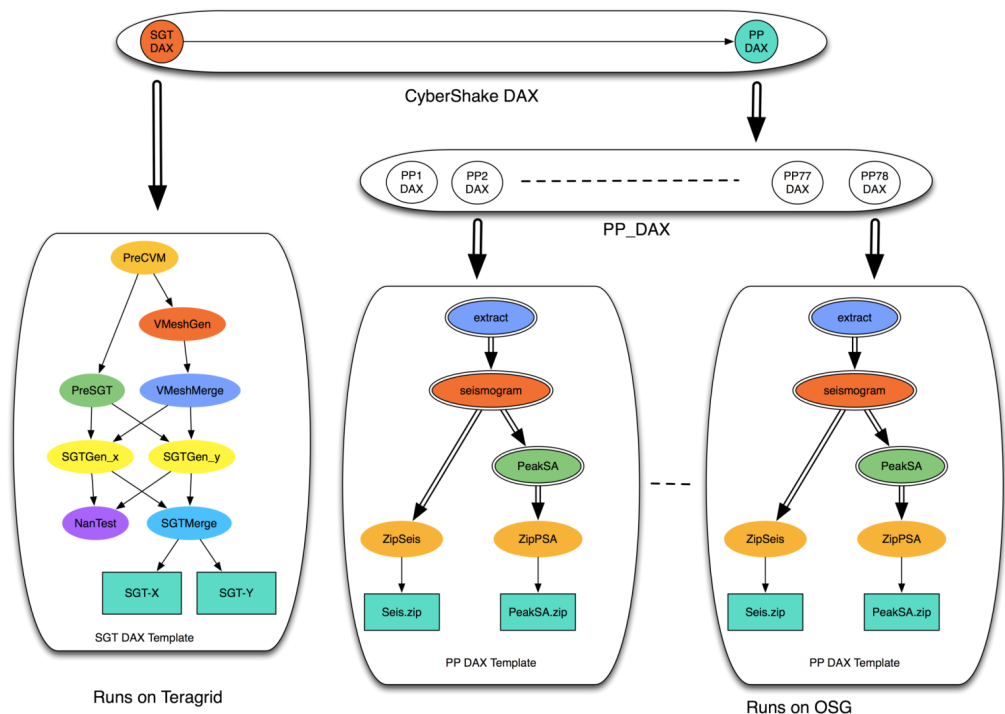 SGT
DAX
PP
DAX
CyberShake DAX
PP1
DAX
PP2
DAX
PP77
DAX
PP78
DAX
PP_DAX
PreCVM
VMeshGen
PreSGT
VMeshMerge
SGTGen_x
SGTGen_y
NanTest
SGTMerge
SGT-X
SGT-Y
SGT DAX Template
Runs on Teragrid
extract
seismogram
PeakSA
ZipSeis
ZipPSA
Seis.zip
PeakSA.zip
PP DAX Template
extract
seismogram
PeakSA
ZipSeis
ZipPSA
Seis.zip
PeakSA.zip
PP DAX Template
Runs on OSG